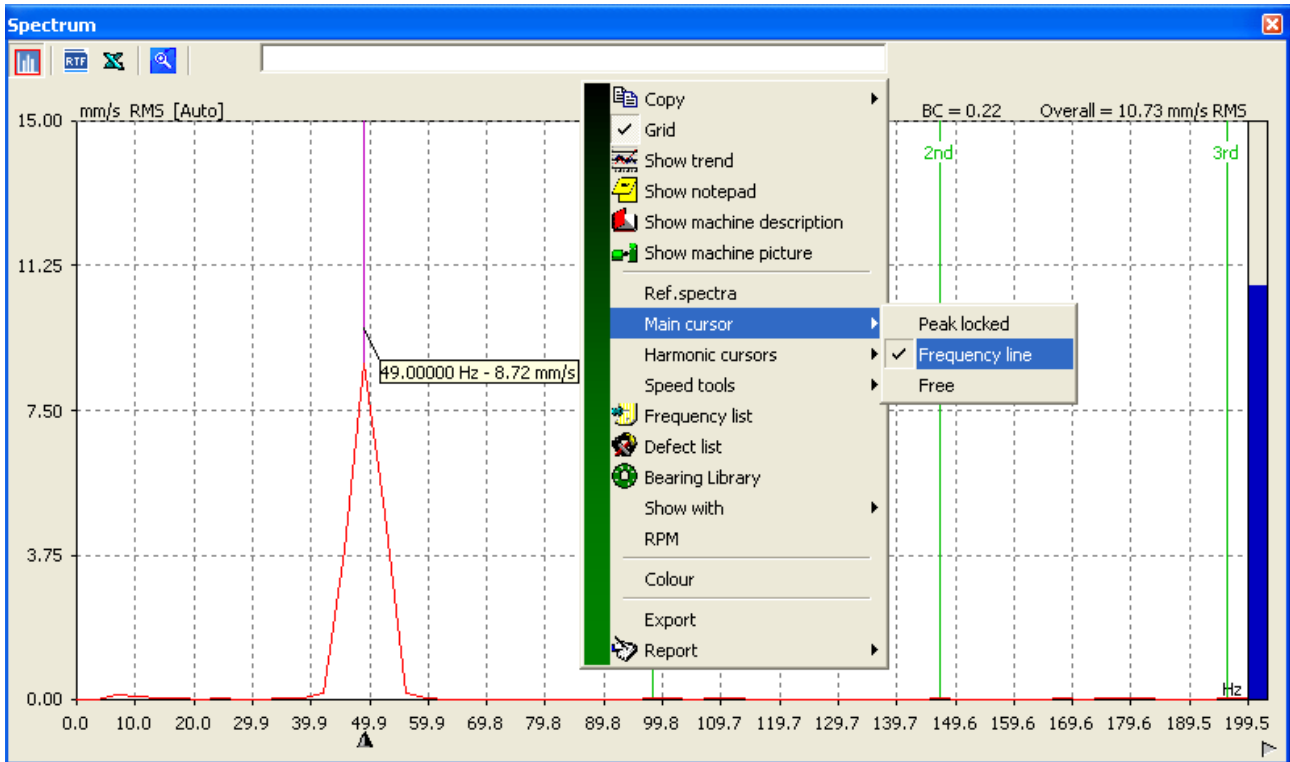 Spectrum
RTF
mm/s RMS [Auto]
BC = 0.22 Overall = 10.73 mm/s RMS
15.00
11.25
7.50
3.75
0.00
2nd
3rd
49.00000 Hz - 8.72 mm/s
Copy
Grid
Show trend
Show notepad
Show machine description
Show machine picture
Ref.spectra
Main cursor
Harmonic cursors
Speed tools
Frequency list
Defect list
Bearing Library
Show with
RPM
Colour
Export
Report
Peak locked
Frequency line
Free
Hz
0.0 10.0 20.0 29.9 39.9 49.9 59.9 69.8 79.8 89.8 99.8 109.7 119.7 129.7 139.7 149.6 159.6 169.6 179.6 189.5 199.5